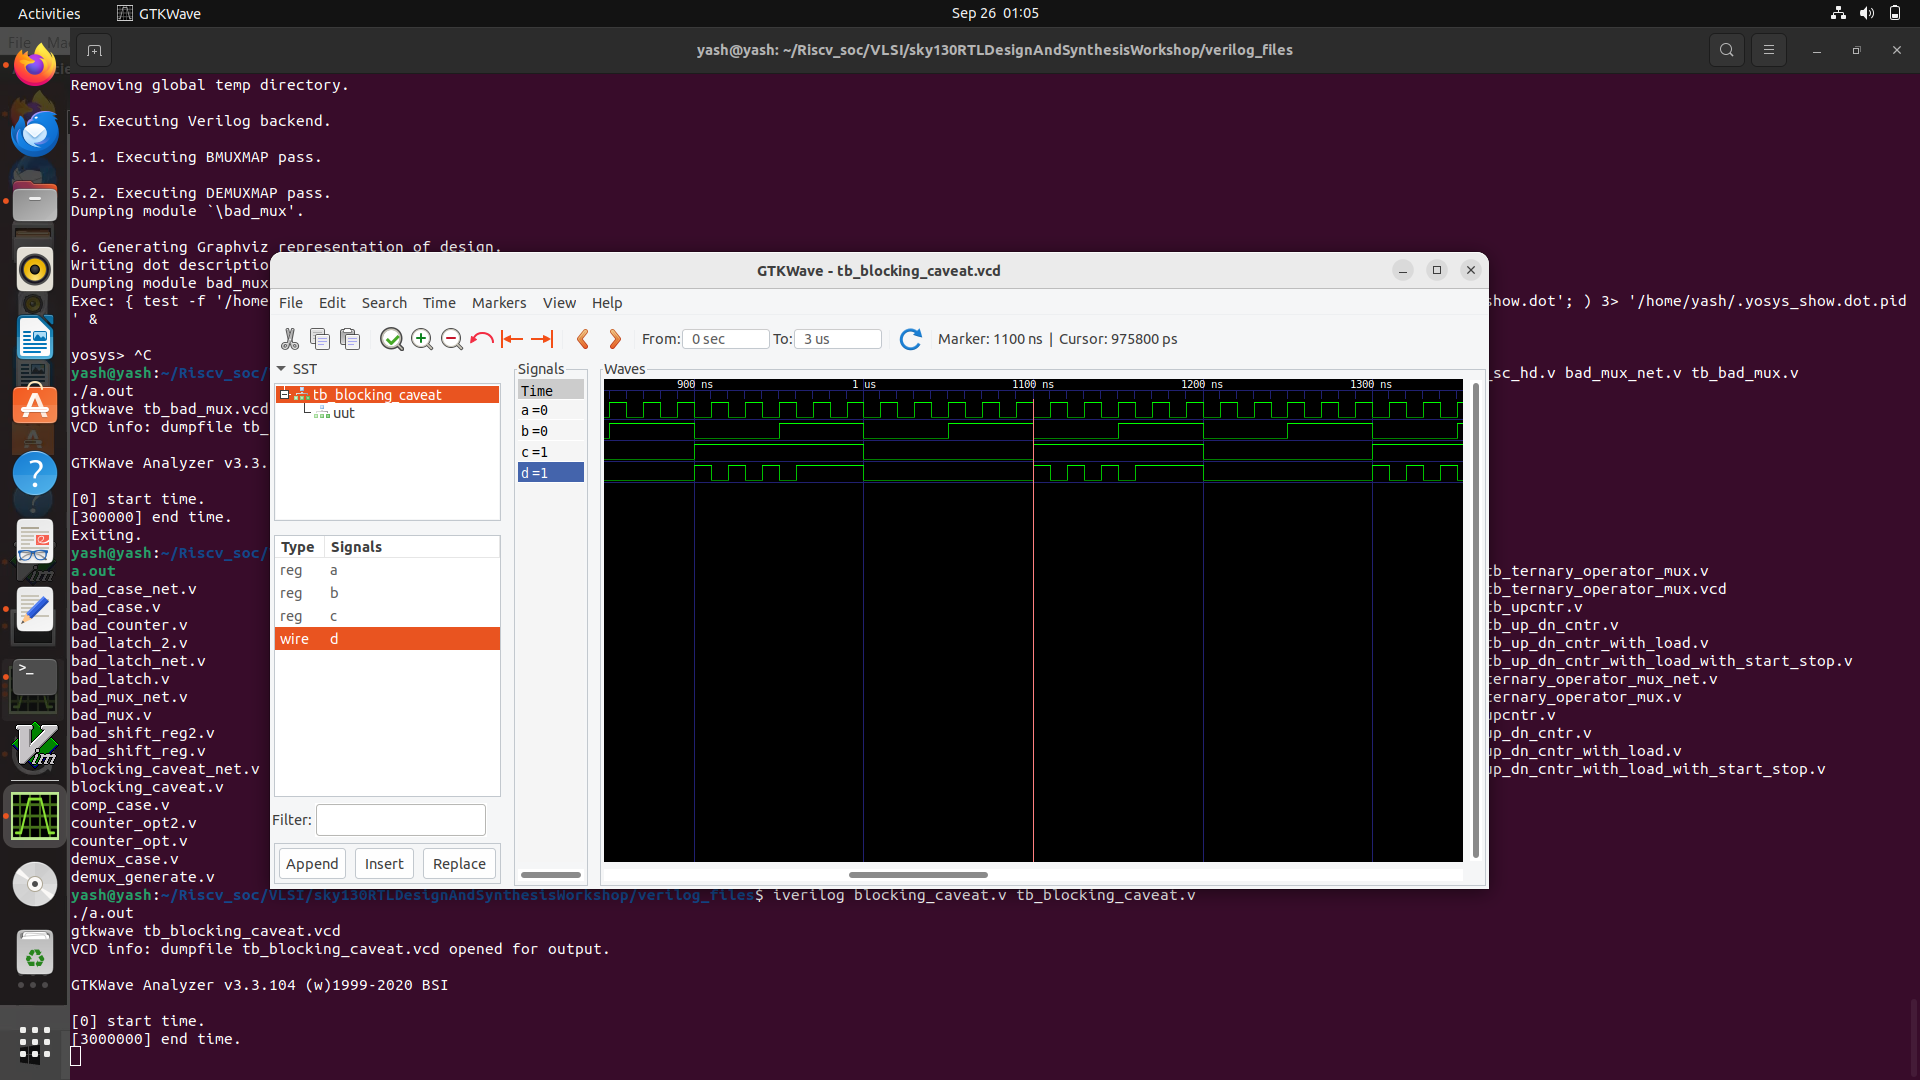 Activities
GTKWave
Sep 26 01:05
yash@yash: ~/Riscv_soc/VLSI/sky130RTLDesignAndSynthesisWorkshop/verilog_files
Removing global temp directory.
5. Executing Verilog backend.
5.1. Executing BMUXMAP pass.
5.2. Executing DEMUXMAP pass.
Dumping module `\bad_mux'.
6. Generating Graphviz representation of design.
Writing dot descriptio
Dumping module bad_mux
Exec: { test -f '/home
how.dot'; ) 3> '/home/yash/.yosys_show.dot.pid
' &
yosys> ^C
yash@yash:~/Riscv_soc/
_sc_hd.v bad_mux_net.v tb_bad_mux.v
./a.out
gtkwave tb_bad_mux.vcd
VCD info: dumpfile tb_
GTKWave Analyzer v3.3.
[0] start time.
[300000] end time.
Exiting.
yash@yash:~/Riscv_soc/
a.out
bad_case_net.v
bad_case.v
bad_counter.v
bad_latch_2.v
bad_latch_net.v
bad_latch.v
bad_mux_net.v
bad_mux.v
bad_shift_reg2.v
bad_shift_reg.v
blocking_caveat_net.v
blocking_caveat.v
comp_case.v
counter_opt2.v
counter_opt.v
demux_case.v
demux_generate.v
tb_ternary_operator_mux.v
tb_ternary_operator_mux.vcd
tb_upcntr.v
tb_up_dn_cntr.v
tb_up_dn_cntr_with_load.v
tb_up_dn_cntr_with_load_with_start_stop.v
ternary_operator_mux_net.v
ternary_operator_mux.v
upcntr.v
up_dn_cntr.v
up_dn_cntr_with_load.v
up_dn_cntr_with_load_with_start_stop.v
GTKWave - tb_blocking_caveat.vcd
File Edit Search Time Markers View Help
From: 0 sec To: 3 us Marker: 1100 ns | Cursor: 975800 ps
SST
tb_blocking_caveat
uut
Type Signals
reg a
reg b
reg c
wire d
Filter:
Append Insert Replace
Signals
Time
a =0
b =0
c =1
d =1
Waves
900 ns 1 us 1100 ns 1200 ns 1300 ns
yash@yash:~/Riscv_soc/VLSI/sky130RTLDesignAndSynthesisWorkshop/verilog_files$ iverilog blocking_caveat.v tb_blocking_caveat.v
./a.out
gtkwave tb_blocking_caveat.vcd
VCD info: dumpfile tb_blocking_caveat.vcd opened for output.
GTKWave Analyzer v3.3.104 (w)1999-2020 BSI
[0] start time.
[3000000] end time.